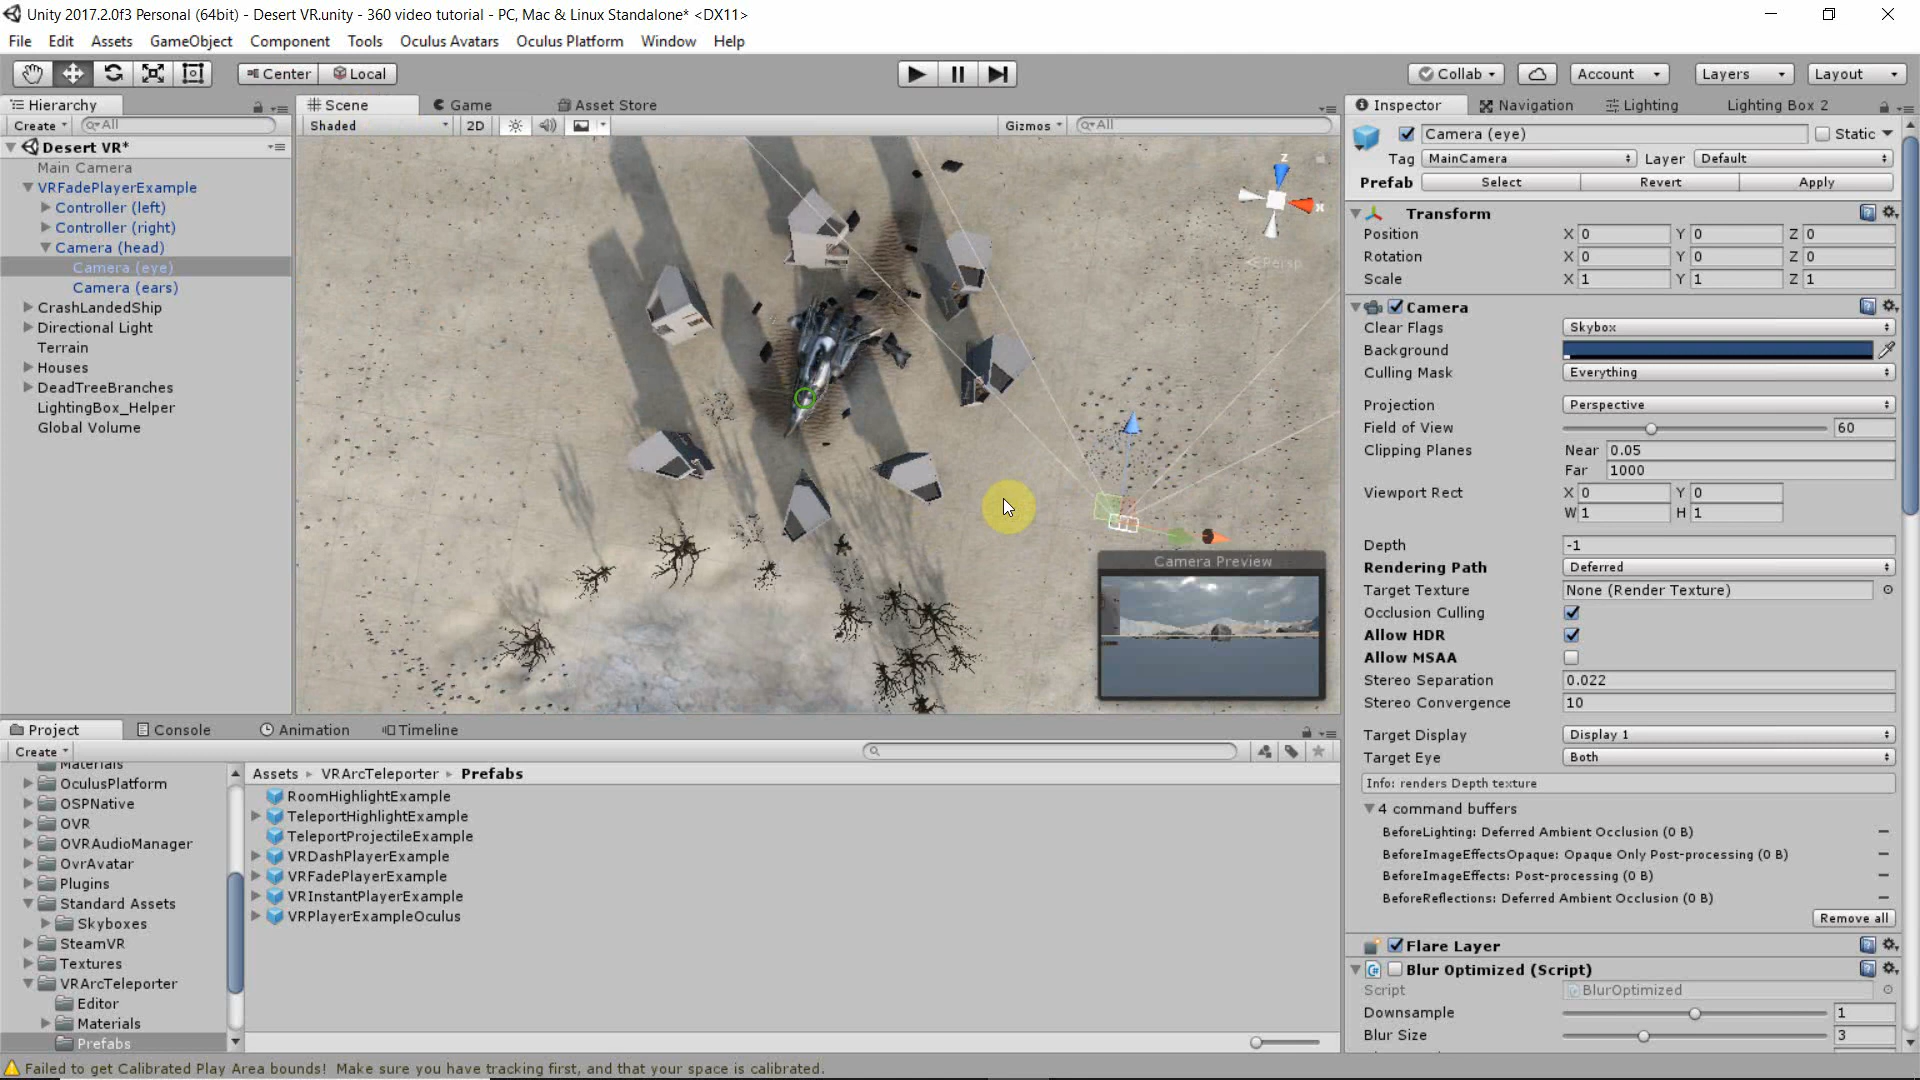 Unity 2017.2.0f3 Personal (64bit) - Desert VR.unity - 360 video tutorial - PC, Mac & Linux Standalone* <DX11>
File Edit Assets GameObject Component Tools Oculus Avatars Oculus Platform Window Help
Center Local Collab Account Layers Layout
Hierarchy
Create All
Desert VR*
Main Camera
VRFadePlayerExample
Controller (left)
Controller (right)
Camera (head)
Camera (eye)
Camera (ears)
CrashLandedShip
Directional Light
Terrain
Houses
DeadTreeBranches
LightingBox_Helper
Global Volume
Scene Game Asset Store
Shaded 2D Gizmos All
z
x
Persp
Camera Preview
Inspector Navigation Lighting Lighting Box 2
Camera (eye) Static
Tag MainCamera Layer Default
Prefab Select Revert Apply
Transform
Position X 0 Y 0 Z 0
Rotation X 0 Y 0 Z 0
Scale X 1 Y 1 Z 1
Camera
Clear Flags Skybox
Background
Culling Mask Everything
Projection Perspective
Field of View 60
Clipping Planes Near 0.05
Far 1000
Viewport Rect X 0 Y 0
W 1 H 1
Depth -1
Rendering Path Deferred
Target Texture None (Render Texture)
Occlusion Culling
Allow HDR
Allow MSAA
Stereo Separation 0.022
Stereo Convergence 10
Target Display Display 1
Target Eye Both
Info: renders Depth texture
4 command buffers
BeforeLighting: Deferred Ambient Occlusion (0 B)
BeforeImageEffectsOpaque: Opaque Only Post-processing (0 B)
BeforeImageEffects: Post-processing (0 B)
BeforeReflections: Deferred Ambient Occlusion (0 B)
Remove all
Flare Layer
Blur Optimized (Script)
Script BlurOptimized
Downsample 1
Blur Size 3
Project Console Animation Timeline
Create
Materials
OculusPlatform
OSPNative
OVR
OVRAudioManager
OvrAvatar
Plugins
Standard Assets
Skyboxes
SteamVR
Textures
VRArcTeleporter
Editor
Materials
Prefabs
Assets VRArcTeleporter Prefabs
RoomHighlightExample
TeleportHighlightExample
TeleportProjectileExample
VRDashPlayerExample
VRFadePlayerExample
VRInstantPlayerExample
VRPlayerExampleOculus
Failed to get Calibrated Play Area bounds! Make sure you have tracking first, and that your space is calibrated.